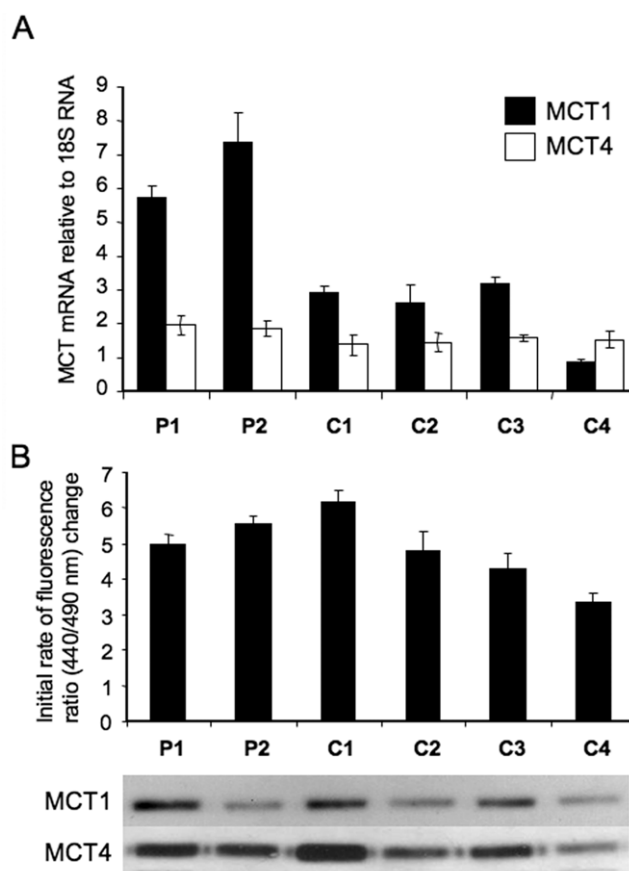 A
MCT mRNA relative to 18S RNA
9
8
7
6
5
4
3
2
1
0
MCT1
MCT4
P1 P2 C1 C2 C3 C4
B
Initial rate of fluorescence
ratio (440/490 nm) change
7
6
5
4
3
2
1
0
P1 P2 C1 C2 C3 C4
MCT1
MCT4